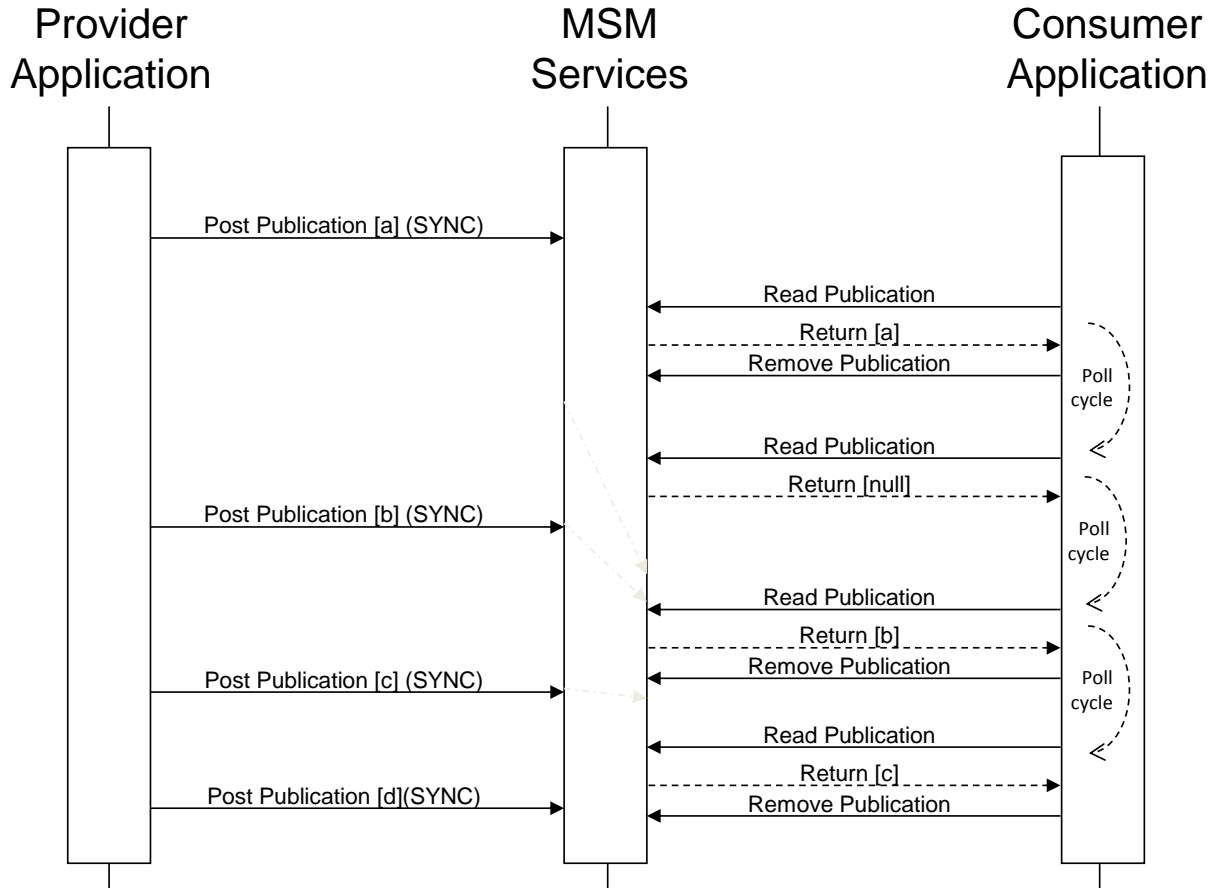 Provider
Application
MSM
Services
Consumer
Application
Post Publication [a] (SYNC)
Read Publication
Return [a]
Remove Publication
Poll
cycle
Read Publication
Return [null]
Post Publication [b] (SYNC)
Poll
cycle
Read Publication
Return [b]
Remove Publication
Post Publication [c] (SYNC)
Poll
cycle
Read Publication
Return [c]
Post Publication [d](SYNC)
Remove Publication